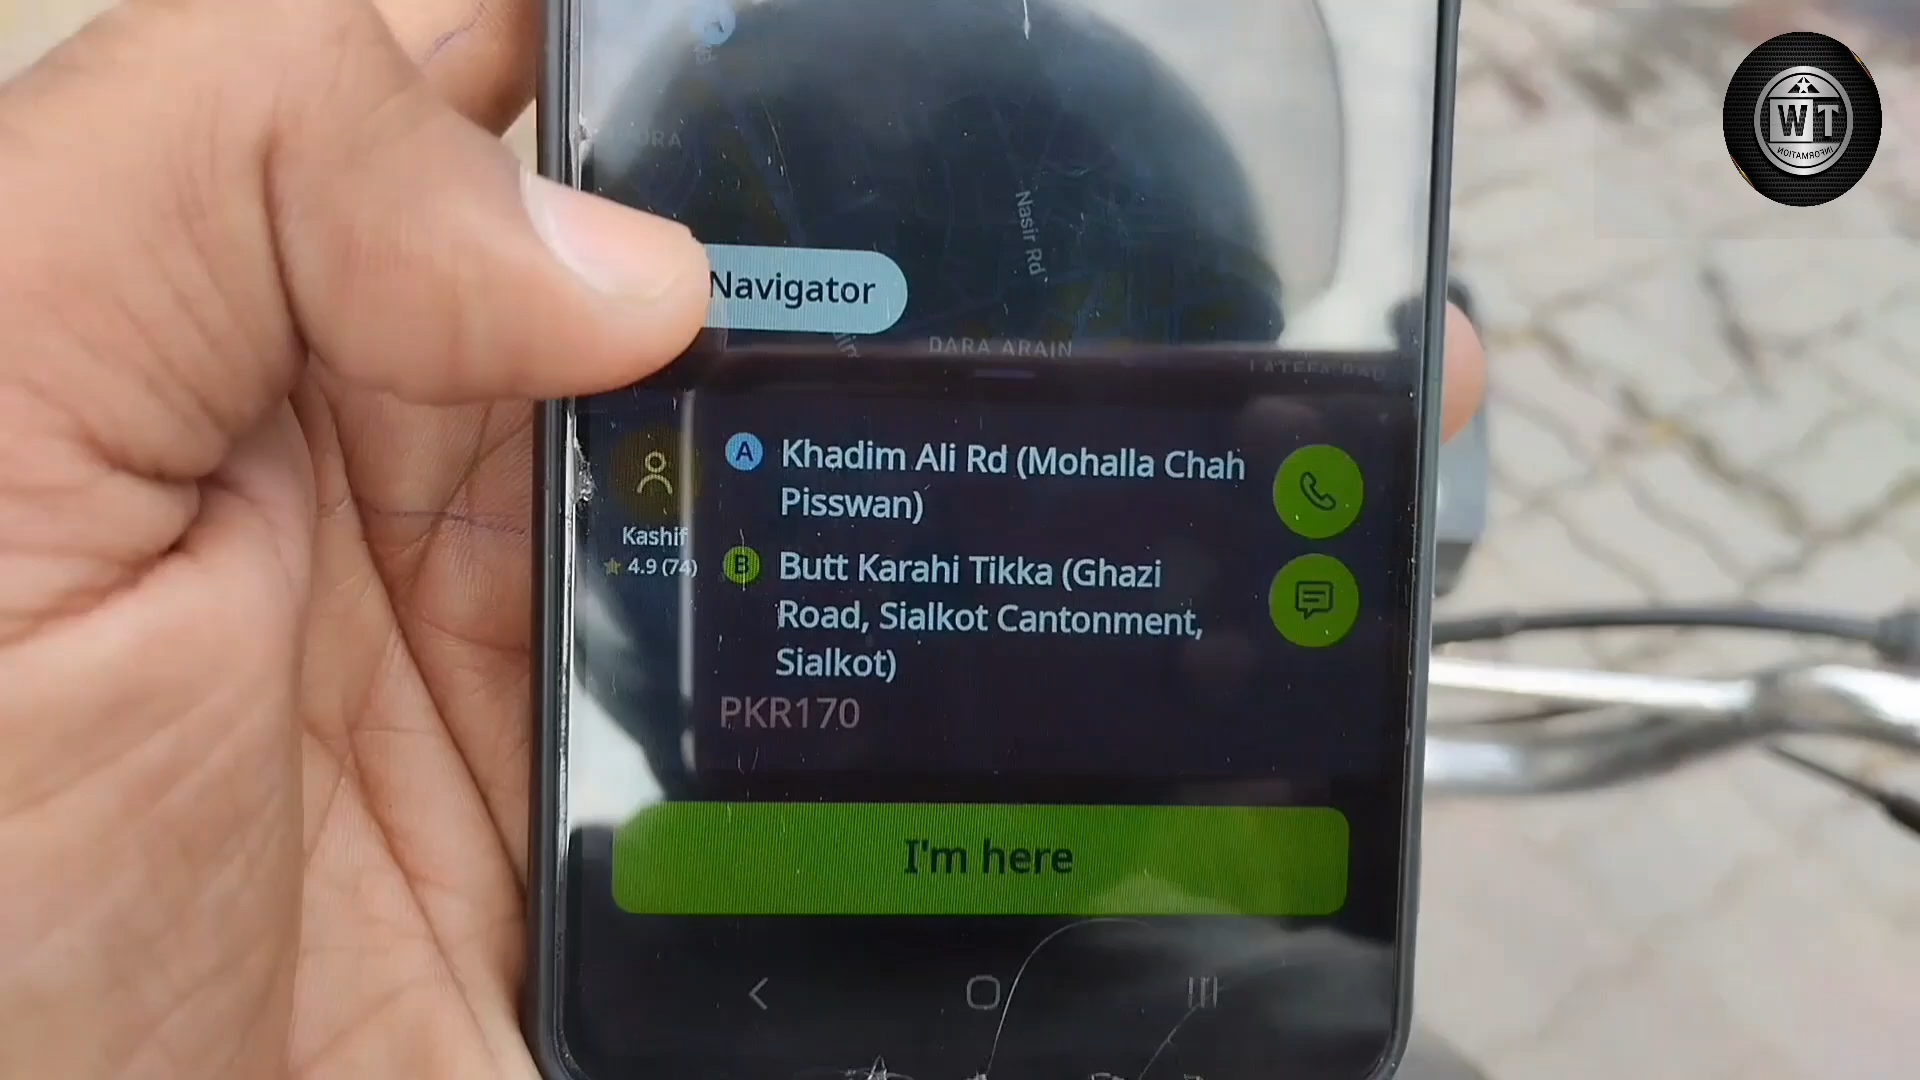 Nasir Rd
Navigator
DARA ARAIN
A Khadim Ali Rd (Mohalla Chah
Pisswan)
Kashif
4.9 (74)
B Butt Karahi Tikka (Ghazi
Road, Sialkot Cantonment,
Sialkot)
PKR170
I'm here
WT
INFORMATION